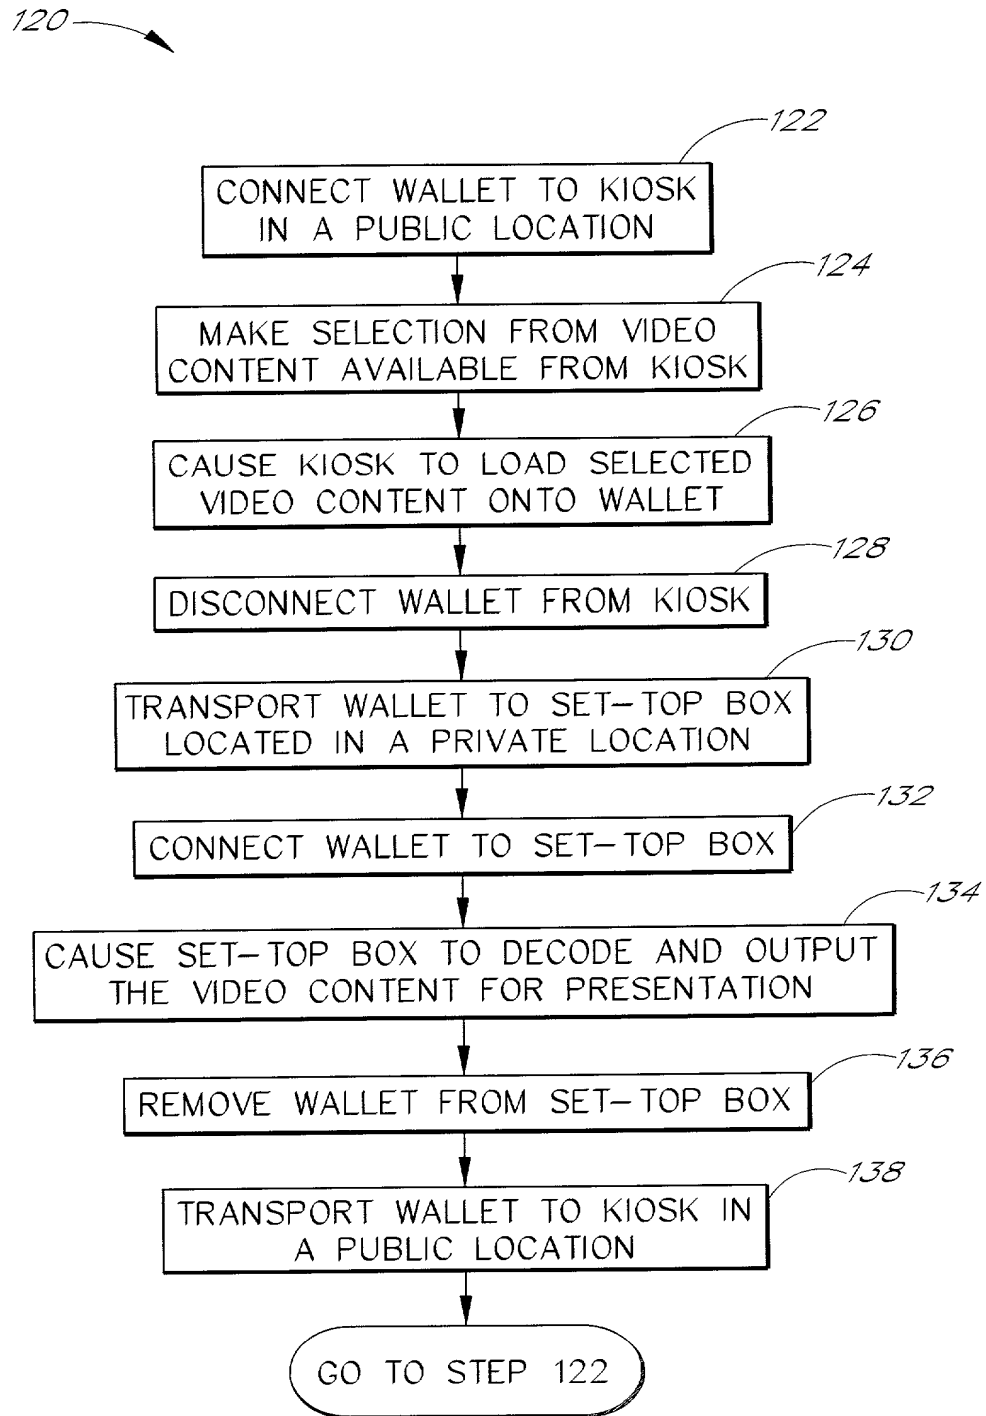 120
122
CONNECT WALLET TO KIOSK
IN A PUBLIC LOCATION
124
MAKE SELECTION FROM VIDEO
CONTENT AVAILABLE FROM KIOSK
126
CAUSE KIOSK TO LOAD SELECTED
VIDEO CONTENT ONTO WALLET
128
DISCONNECT WALLET FROM KIOSK
130
TRANSPORT WALLET TO SET-TOP BOX
LOCATED IN A PRIVATE LOCATION
132
CONNECT WALLET TO SET-TOP BOX
134
CAUSE SET-TOP BOX TO DECODE AND OUTPUT
THE VIDEO CONTENT FOR PRESENTATION
136
REMOVE WALLET FROM SET-TOP BOX
138
TRANSPORT WALLET TO KIOSK IN
A PUBLIC LOCATION
GO TO STEP 122